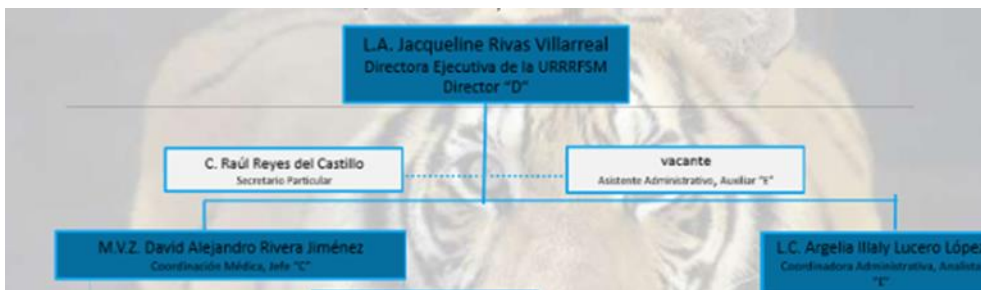 L.A. Jacqueline Rivas Villarreal
Directora Ejecutiva de la URRRFSM
Director "D"
C. Raúl Reyes del Castillo
Secretario Particular
vacante
Asistente Administrativo, Auxiliar "E"
M.V.Z. David Alejandro Rivera Jiménez
Coordinación Médica, Jefe "C"
L.C. Argelia Illaly Lucero López
Coordinadora Administrativa, Analista
"E"